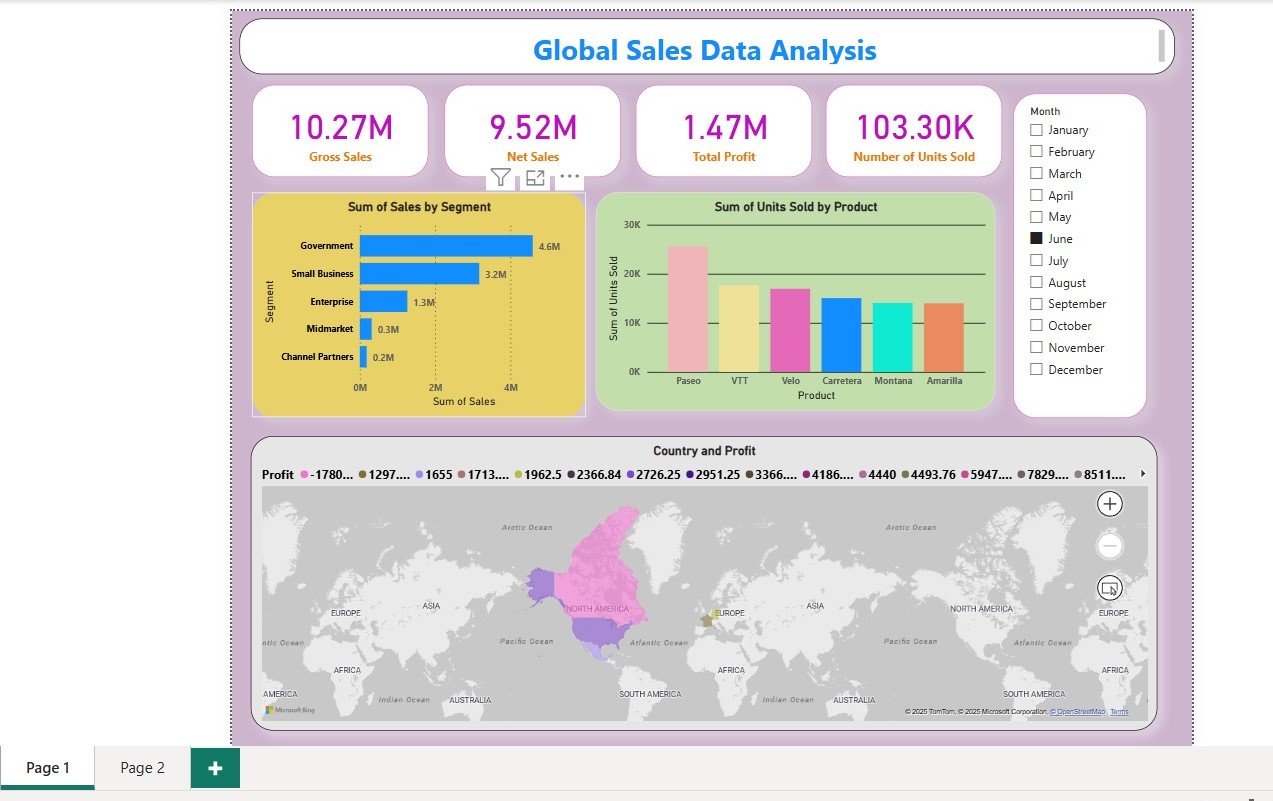 Global Sales Data Analysis
10.27M
Gross Sales
9.52M
Net Sales
1.47M
Total Profit
103.30K
Number of Units Sold
Month
January
February
March
April
May
June
July
August
September
October
November
December
Sum of Sales by Segment
Segment
Government
4.6M
Small Business
3.2M
Enterprise
1.3M
Midmarket
0.3M
Channel Partners
0.2M
0M 2M 4M
Sum of Sales
Sum of Units Sold by Product
Sum of Units Sold
30K
20K
10K
0K
Paseo VTT Velo Carretera Montana Amarilla
Product
Country and Profit
Profit -1780... 1297.... 1655 1713.... 1962.5 2366.84 2726.25 2951.25 3366.... 4186.... 4440 4493.76 5947.... 7829.... 8511....
Arctic Ocean Arctic Ocean
EUROPE ASIA NORTH AMERICA EUROPE ASIA NORTH AMERICA EUROPE
ntic Ocean Pacific Ocean Atlantic Ocean Pacific Ocean Atlantic Ocean
AFRICA AFRICA AFRICA
AMERICA Indian Ocean AUSTRALIA SOUTH AMERICA Indian Ocean AUSTRALIA SOUTH AMERICA
Microsoft Bing
© 2025 TomTom, © 2025 Microsoft Corporation, © OpenStreetMap Terms
Page 1 Page 2 +